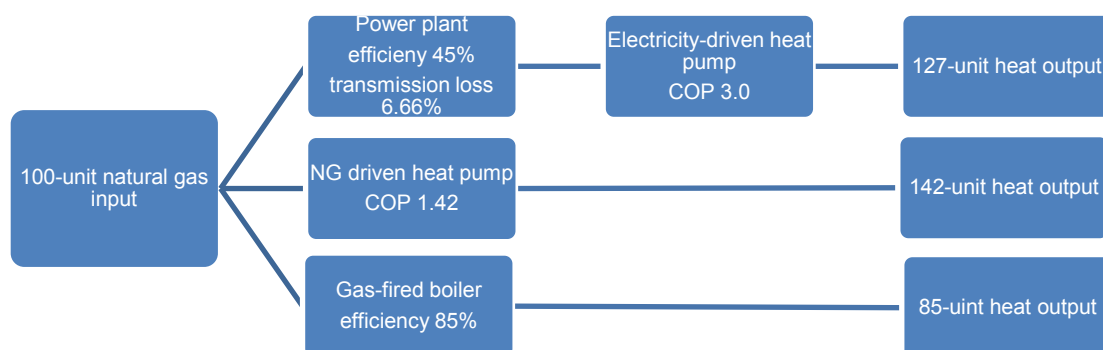 100-unit natural gas
input
Power plant
efficieny 45%
transmission loss
6.66%
Electricity-driven heat
pump
COP 3.0
127-unit heat output
NG driven heat pump
COP 1.42
142-unit heat output
Gas-fired boiler
efficiency 85%
85-uint heat output